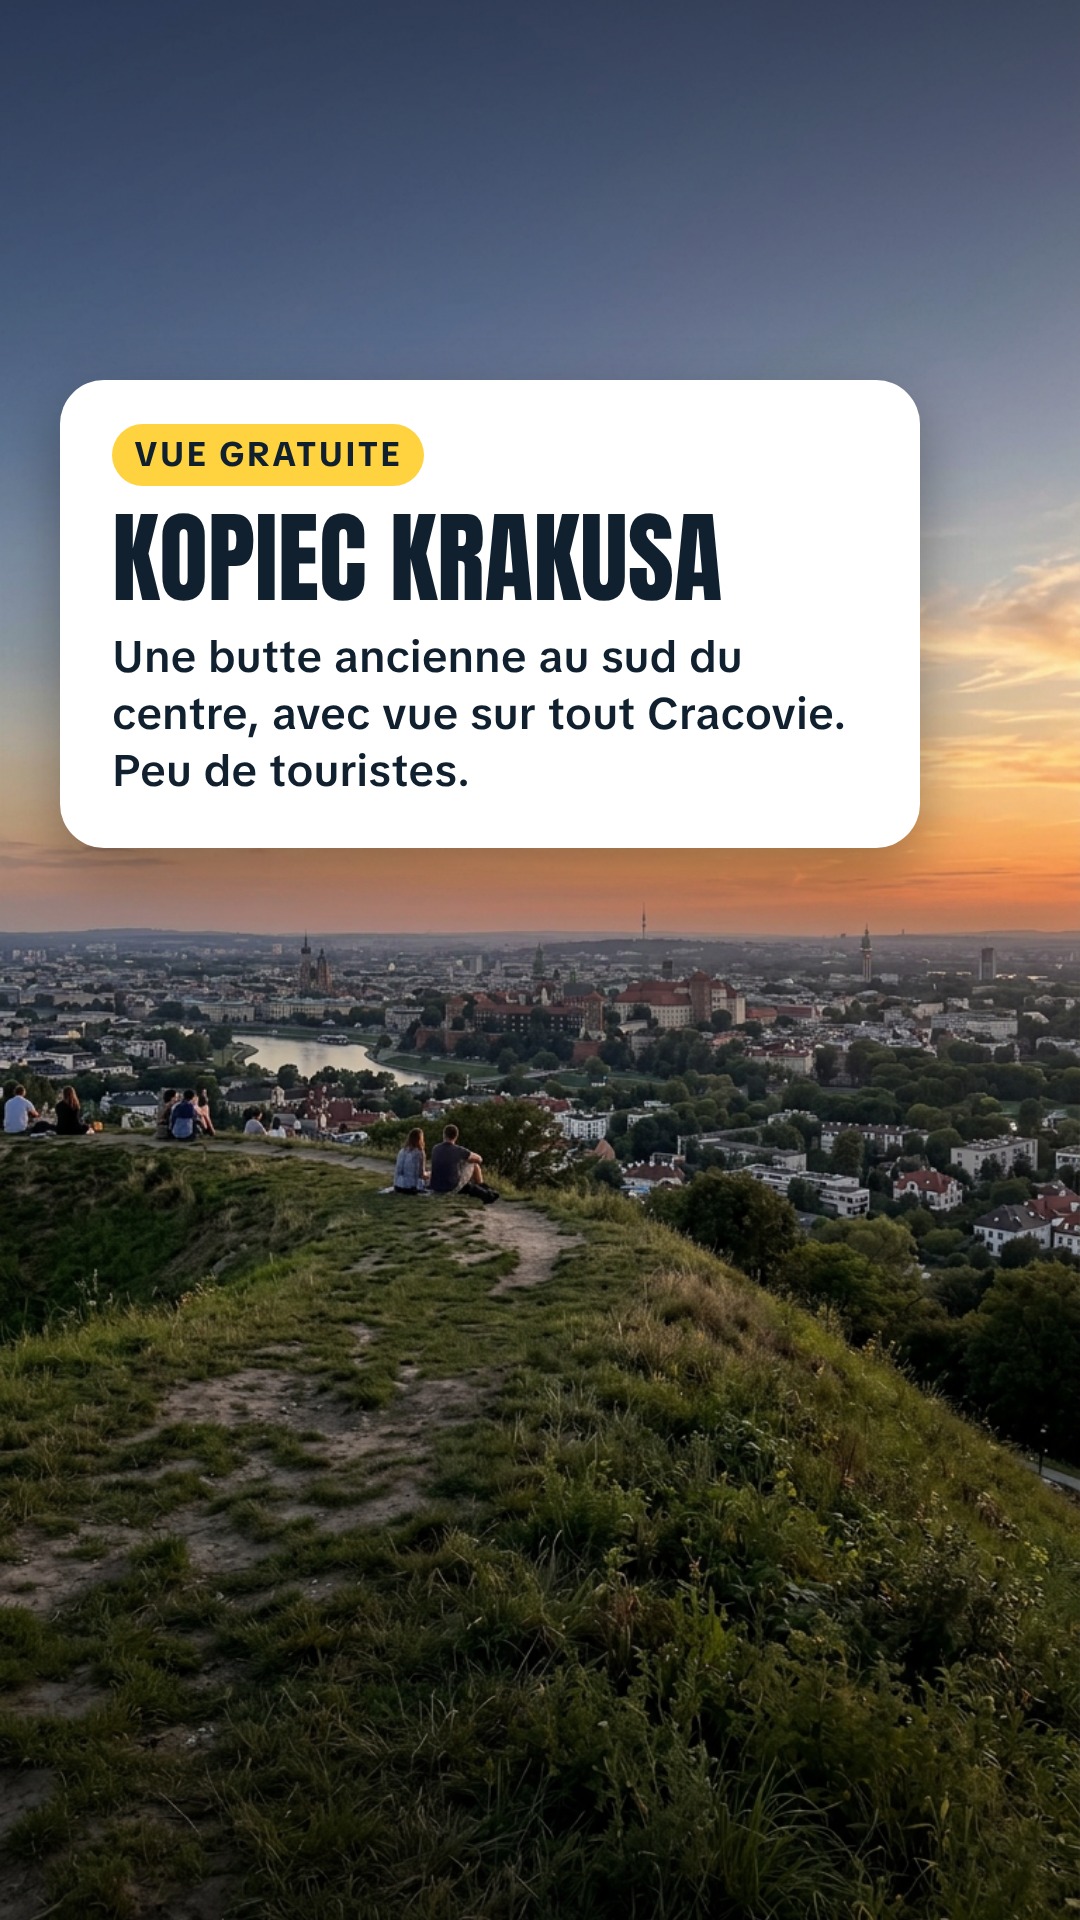 VUE GRATUITE
KOPIEC KRAKUSA
Une butte ancienne au sud du
centre, avec vue sur tout Cracovie.
Peu de touristes.